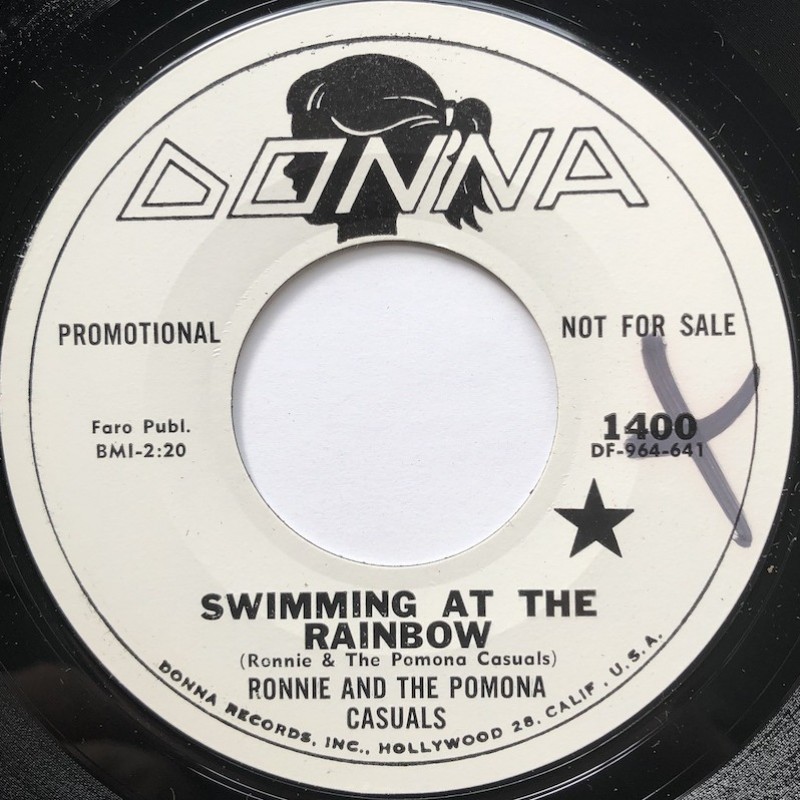 DONNA
PROMOTIONAL
NOT FOR SALE
Faro Publ.
BMI-2:20
1400
DF-964-641
SWIMMING AT THE
RAINBOW
(Ronnie & The Pomona Casuals)
RONNIE AND THE POMONA
CASUALS
DONNA RECORDS, INC., HOLLYWOOD 28, CALIF., U.S.A.